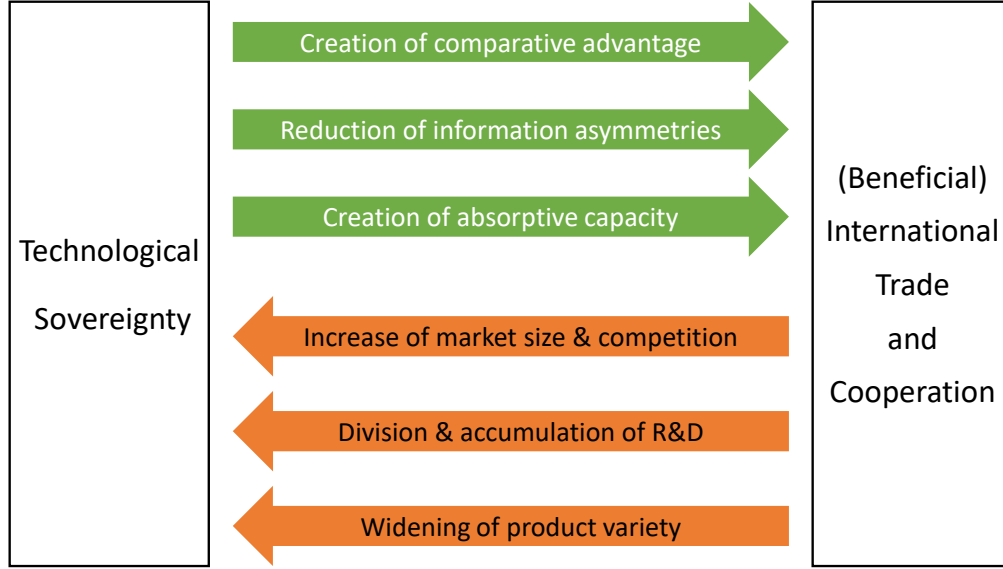 Technological
Sovereignty
Creation of comparative advantage
Reduction of information asymmetries
Creation of absorptive capacity
Increase of market size & competition
Division & accumulation of R&D
Widening of product variety
(Beneficial)
International
Trade
and
Cooperation